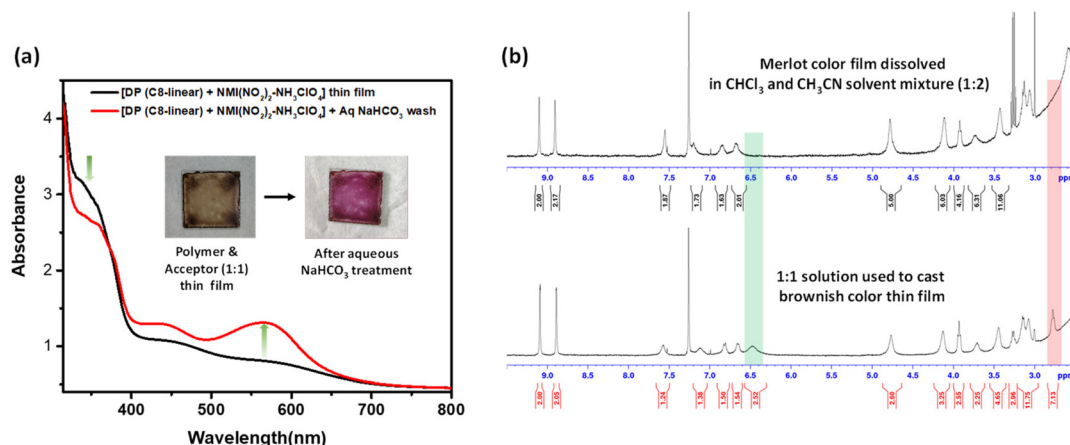 (a)
[DP (C8-linear) + NMI(NO2)2-NH3ClO4] thin film
[DP (C8-linear) + NMI(NO2)2-NH3ClO4] + Aq NaHCO3 wash
Polymer &
Acceptor (1:1)
thin film
After aqueous
NaHCO3 treatment
Absorbance
4
3
2
1
400 500 600 700 800
Wavelength(nm)
(b)
Merlot color film dissolved
in CHCl3 and CH3CN solvent mixture (1:2)
9.0 8.5 8.0 7.5 7.0 6.5 6.0 5.5 5.0 4.5 4.0 3.5 3.0 ppm
2.00 2.17 1.87 1.73 1.63 2.01 5.00 6.03 4.16 6.31 11.06
1:1 solution used to cast
brownish color thin film
9.0 8.5 8.0 7.5 7.0 6.5 6.0 5.5 5.0 4.5 4.0 3.5 3.0 ppm
2.00 2.05 1.24 1.38 1.50 1.54 2.52 2.60 3.25 2.55 2.25 4.65 2.96 11.75 7.13